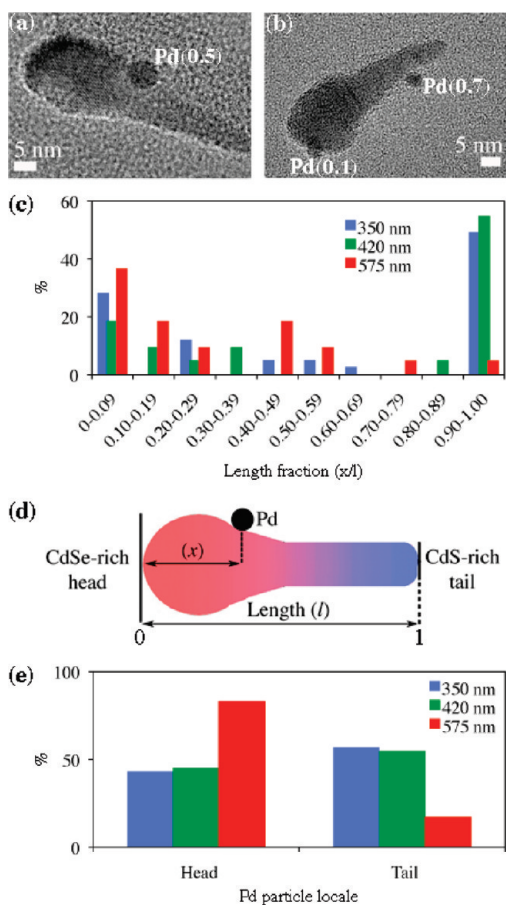 (a)
Pd(0.5)
5 nm
(b)
Pd(0.7)
Pd(0.1)
5 nm
(c)
60
40
20
0
%
350 nm
420 nm
575 nm
0-0.09
0.10-0.19
0.20-0.29
0.30-0.39
0.40-0.49
0.50-0.59
0.60-0.69
0.70-0.79
0.80-0.89
0.90-1.00
Length fraction (x/l)
(d)
Pd
CdSe-rich
head
(x)
CdS-rich
tail
Length (l)
0
1
(e)
100
50
0
%
350 nm
420 nm
575 nm
Head
Tail
Pd particle locale